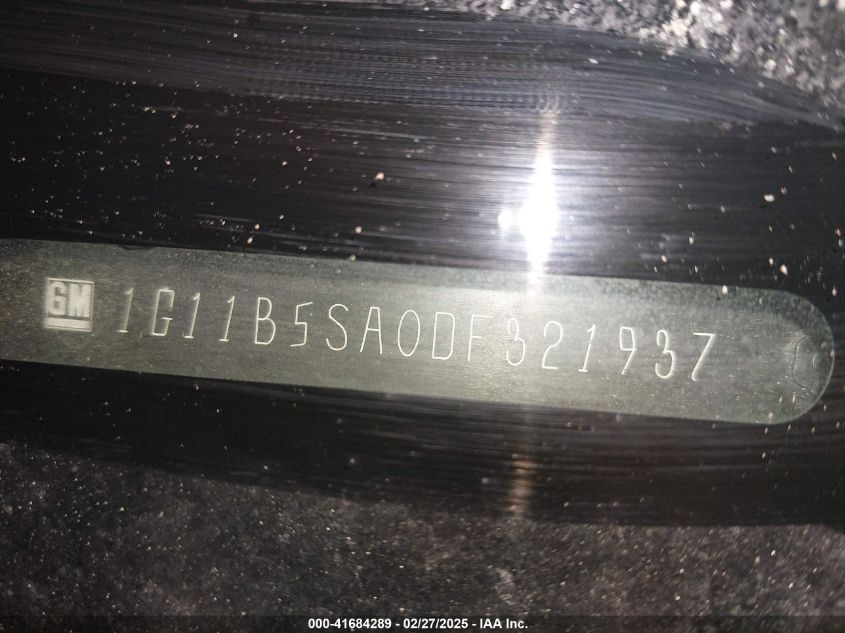 GM 1G11B5SA0DF321937
000-41684289 - 02/27/2025 - IAA Inc.